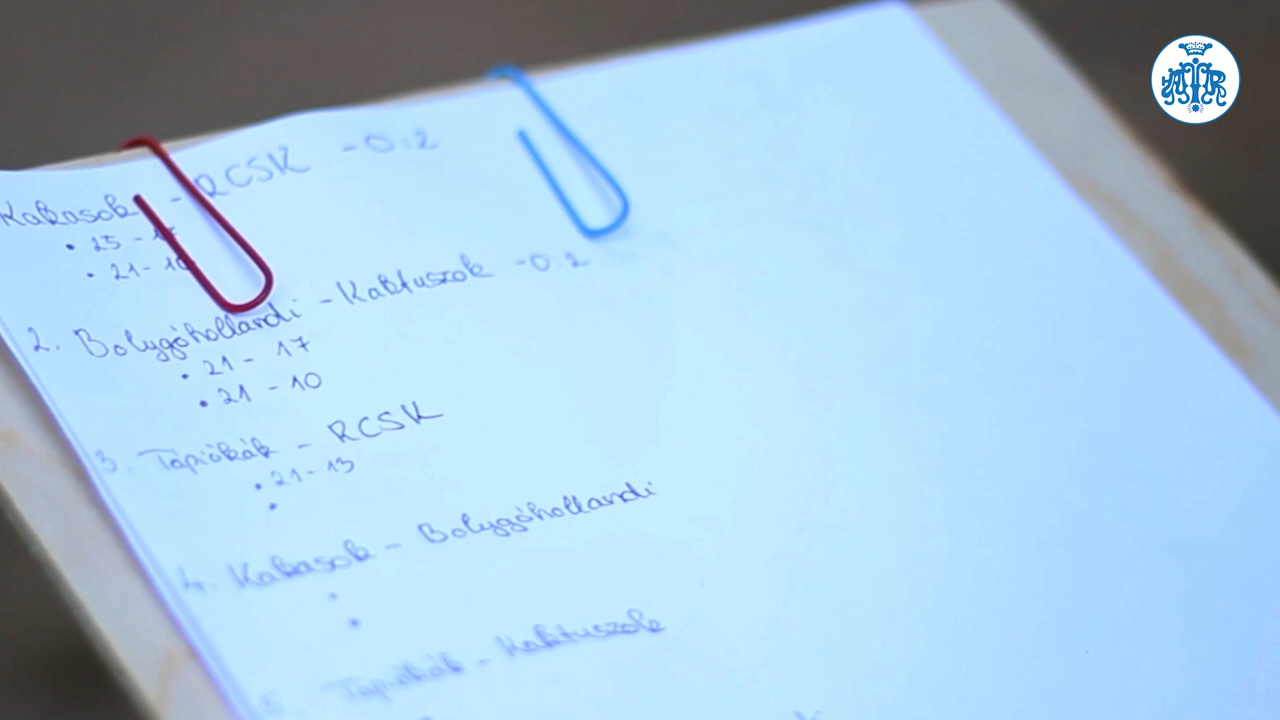 Kakasok - RCSK - 0:2
• 25 -
• 21 - 
2. Bolygóhollandi - Kaktuszok - 0:2
• 21 - 17
• 21 - 10
3. Tápiókák - RCSK
• 21 - 13
•
4. Kakasok - Bolygóhollandi
•
•
5. Tápiókák - Kaktuszok